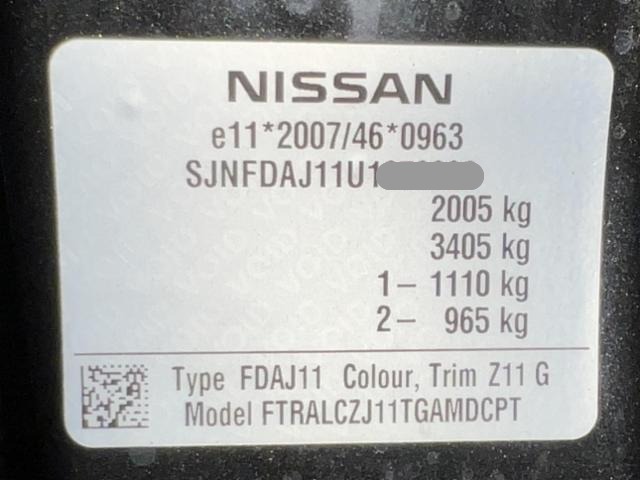 NISSAN
e11*2007/46*0963
SJNFDAJ11U1
2005 kg
3405 kg
1– 1110 kg
2– 965 kg
Type FDAJ11 Colour, Trim Z11 G
Model FTRALCZJ11TGAMDCPT